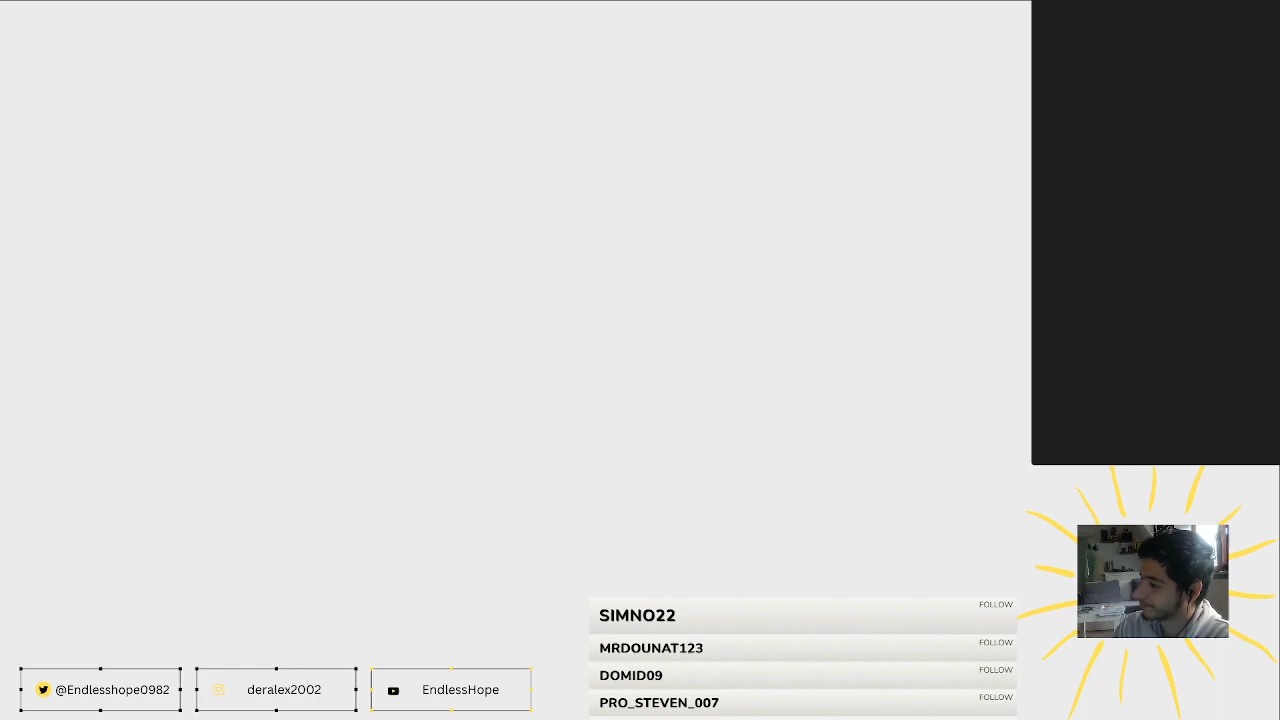 SIMNO22 FOLLOW
MRDOUNAT123 FOLLOW
DOMID09 FOLLOW
PRO_STEVEN_007 FOLLOW
@Endlesshope0982 deralex2002 EndlessHope